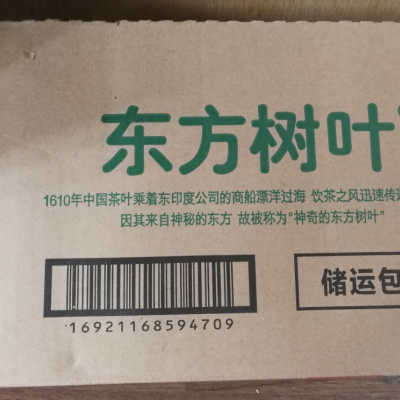 东方树叶
1610年中国茶叶乘着东印度公司的商船漂洋过海 饮茶之风迅速传
因其来自神秘的东方 故被称为“神奇的东方树叶”
储运包
16921168594709